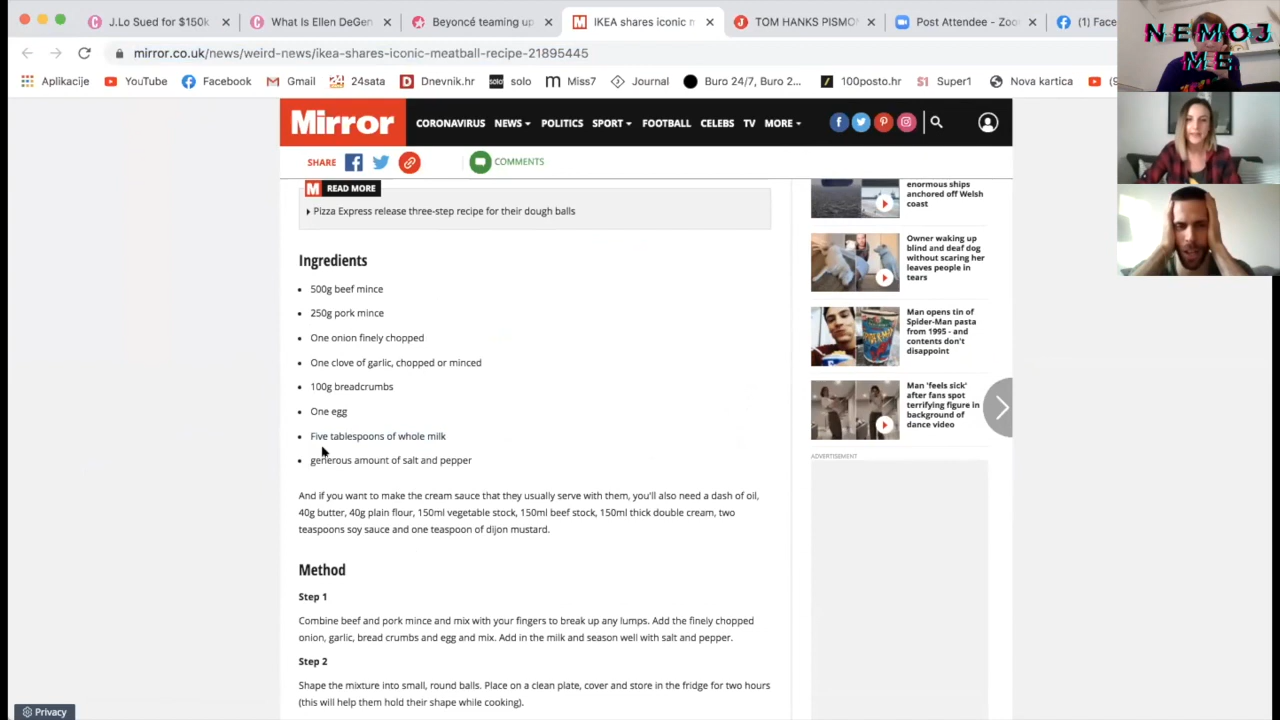 J.Lo Sued for $150k
What Is Ellen DeGen
Beyoncé teaming up
IKEA shares iconic m
TOM HANKS PISMO
Post Attendee - Zoo
(1) Face
mirror.co.uk/news/weird-news/ikea-shares-iconic-meatball-recipe-21895445
Aplikacije
YouTube
Facebook
Gmail
24sata
Dnevnik.hr
Miss7
Journal
Buro 24/7, Buro 2...
100posto.hr
S1 Super1
Nova kartica
NEMOJ
Mirror
CORONAVIRUS NEWS POLITICS SPORT FOOTBALL CELEBS TV MORE
SHARE
COMMENTS
M READ MORE
Pizza Express release three-step recipe for their dough balls
Ingredients
500g beef mince
250g pork mince
One onion finely chopped
One clove of garlic, chopped or minced
100g breadcrumbs
One egg
Five tablespoons of whole milk
generous amount of salt and pepper
And if you want to make the cream sauce that they usually serve with them, you'll also need a dash of oil,
40g butter, 40g plain flour, 150ml vegetable stock, 150ml beef stock, 150ml thick double cream, two
teaspoons soy sauce and one teaspoon of dijon mustard.
Method
Step 1
Combine beef and pork mince and mix with your fingers to break up any lumps. Add the finely chopped
onion, garlic, bread crumbs and egg and mix. Add in the milk and season well with salt and pepper.
Step 2
Shape the mixture into small, round balls. Place on a clean plate, cover and store in the fridge for two hours
(this will help them hold their shape while cooking).
enormous ships
anchored off Welsh
coast
Owner waking up
blind and deaf dog
without scaring her
leaves people in
tears
Man opens tin of
Spider-Man pasta
from 1995 - and
contents don't
disappoint
Man 'feels sick'
after fans spot
terrifying figure in
background of
dance video
ADVERTISEMENT
Privacy